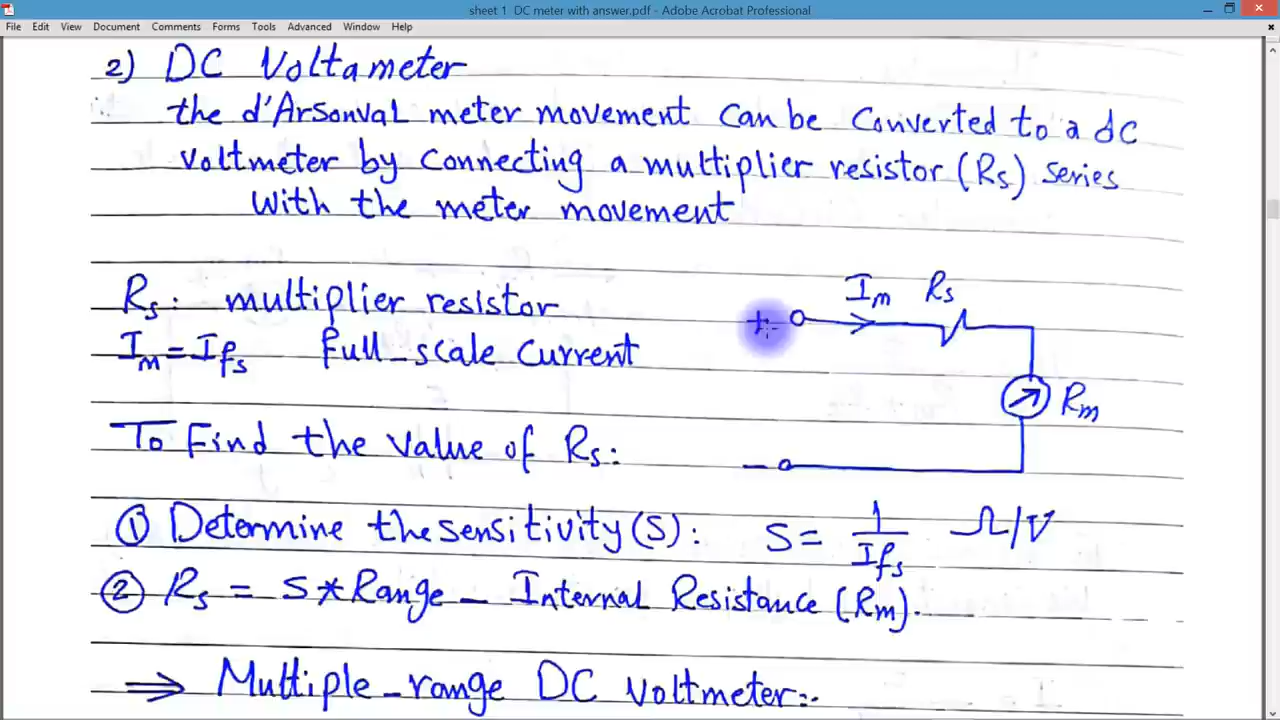 sheet 1 DC meter with answer.pdf - Adobe Acrobat Professional
File Edit View Document Comments Forms Tools Advanced Window Help
2) DC Voltameter
the d'Arsonval meter movement can be converted to a dc
voltmeter by connecting a multiplier resistor (Rs) series
with the meter movement
Rs: multiplier resistor
Im = Ifs full-scale current
Im Rs
+
Rm
To Find the value of Rs:
-
① Determine the sensitivity (S): S = 1/Ifs Ω/V
② Rs = S * Range - Internal Resistance (Rm).
⇒ Multiple-range DC voltmeter:-